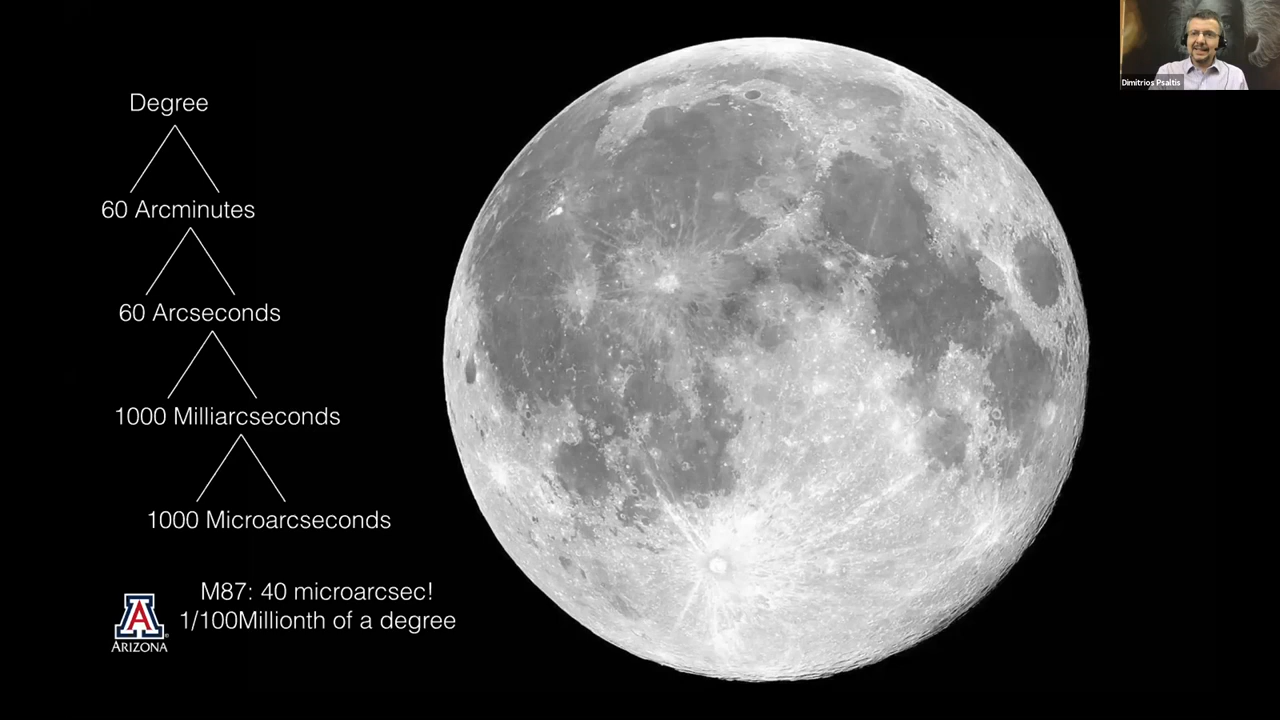 Degree
60 Arcminutes
60 Arcseconds
1000 Milliarcseconds
1000 Microarcseconds
M87: 40 microarcsec!
1/100Millionth of a degree
A
ARIZONA
Dimitrios Psaltis